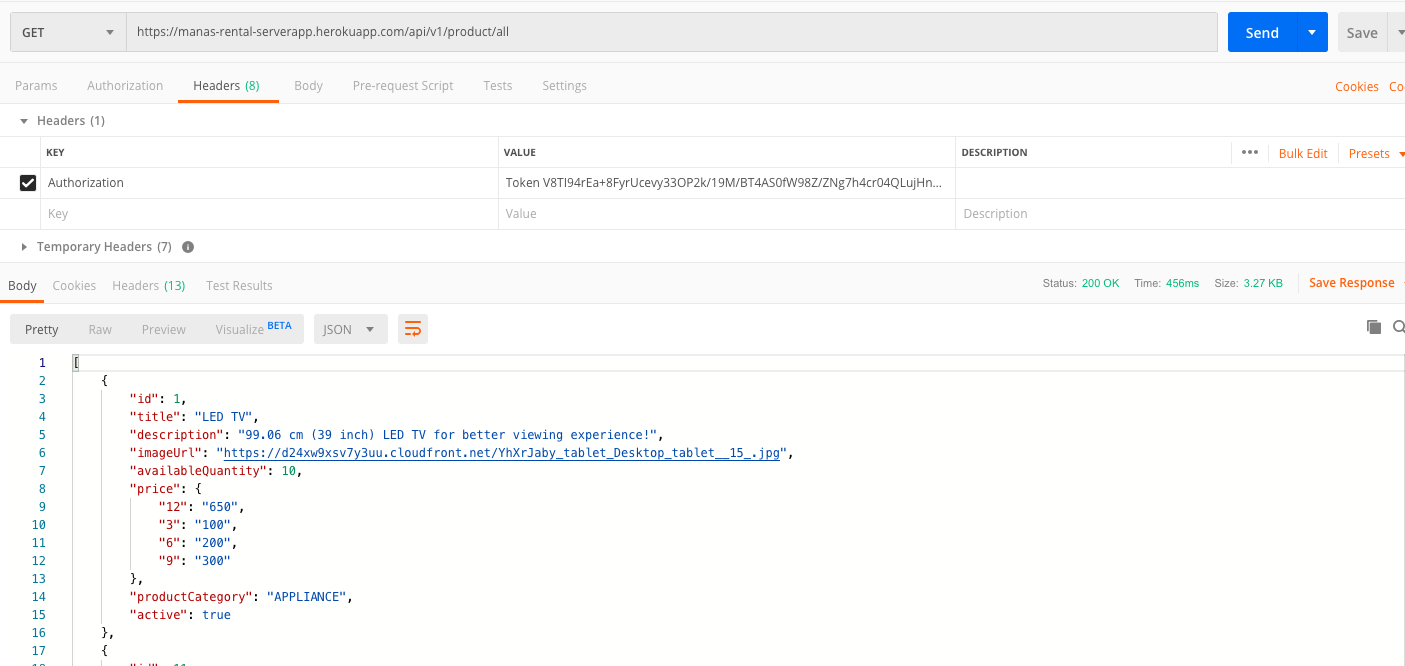 GET https://manas-rental-serverapp.herokuapp.com/api/v1/product/all Send Save
Params Authorization Headers (8) Body Pre-request Script Tests Settings Cookies Co
Headers (1)
KEY VALUE DESCRIPTION ••• Bulk Edit Presets
Authorization Token V8TI94rEa+8FyrUcevy33OP2k/19M/BT4AS0fW98Z/ZNg7h4cr04QLujHn...
Key Value Description
Temporary Headers (7) i
Body Cookies Headers (13) Test Results Status: 200 OK Time: 456ms Size: 3.27 KB Save Response
Pretty Raw Preview Visualize BETA JSON
1 [
2 {
3 "id": 1,
4 "title": "LED TV",
5 "description": "99.06 cm (39 inch) LED TV for better viewing experience!",
6 "imageUrl": "https://d24xw9xsv7y3uu.cloudfront.net/YhXrJaby_tablet_Desktop_tablet__15_.jpg",
7 "availableQuantity": 10,
8 "price": {
9 "12": "650",
10 "3": "100",
11 "6": "200",
12 "9": "300"
13 },
14 "productCategory": "APPLIANCE",
15 "active": true
16 },
17 {